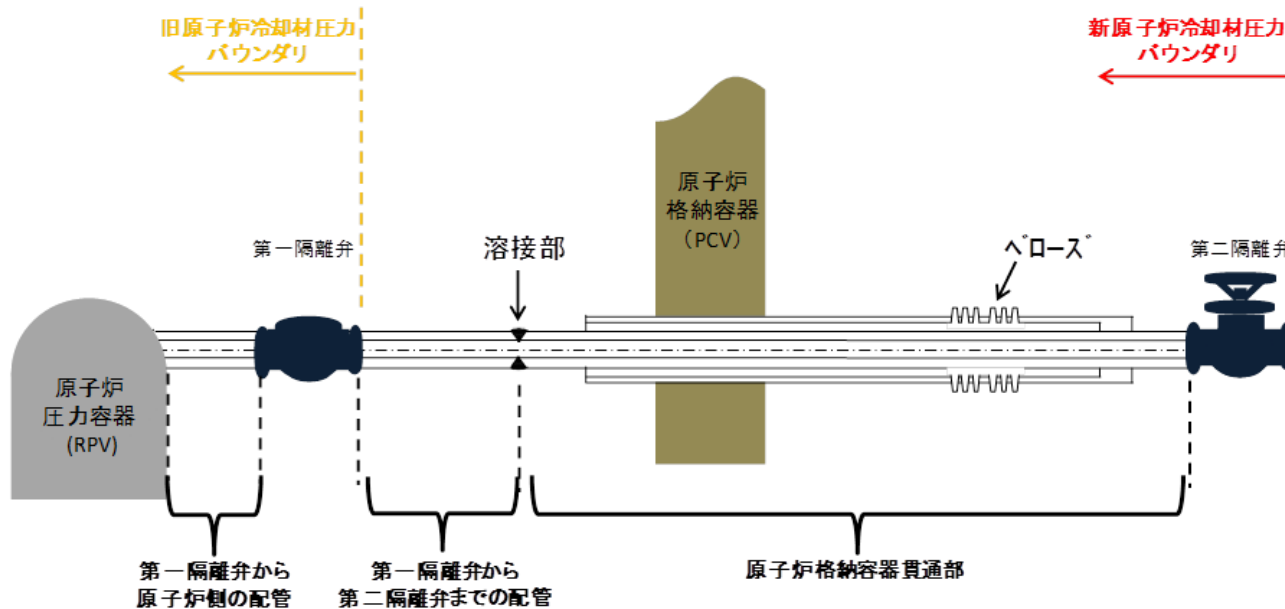 旧原子炉冷却材圧力
バウンダリ
新原子炉冷却材圧力
バウンダリ
原子炉
格納容器
（PCV）
第一隔離弁
溶接部
ベローズ
第二隔離弁
原子炉
圧力容器
(RPV)
第一隔離弁から
原子炉側の配管
第一隔離弁から
第二隔離弁までの配管
原子炉格納容器貫通部